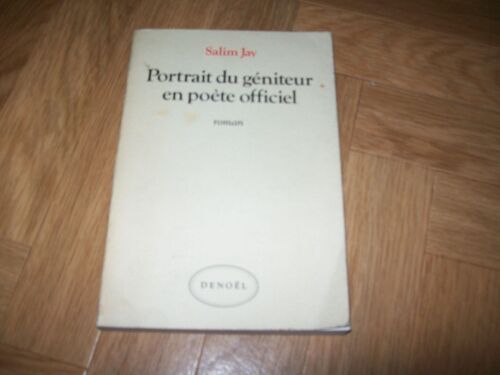 Salim Jay
Portrait du géniteur
en poète officiel
roman
DENOËL